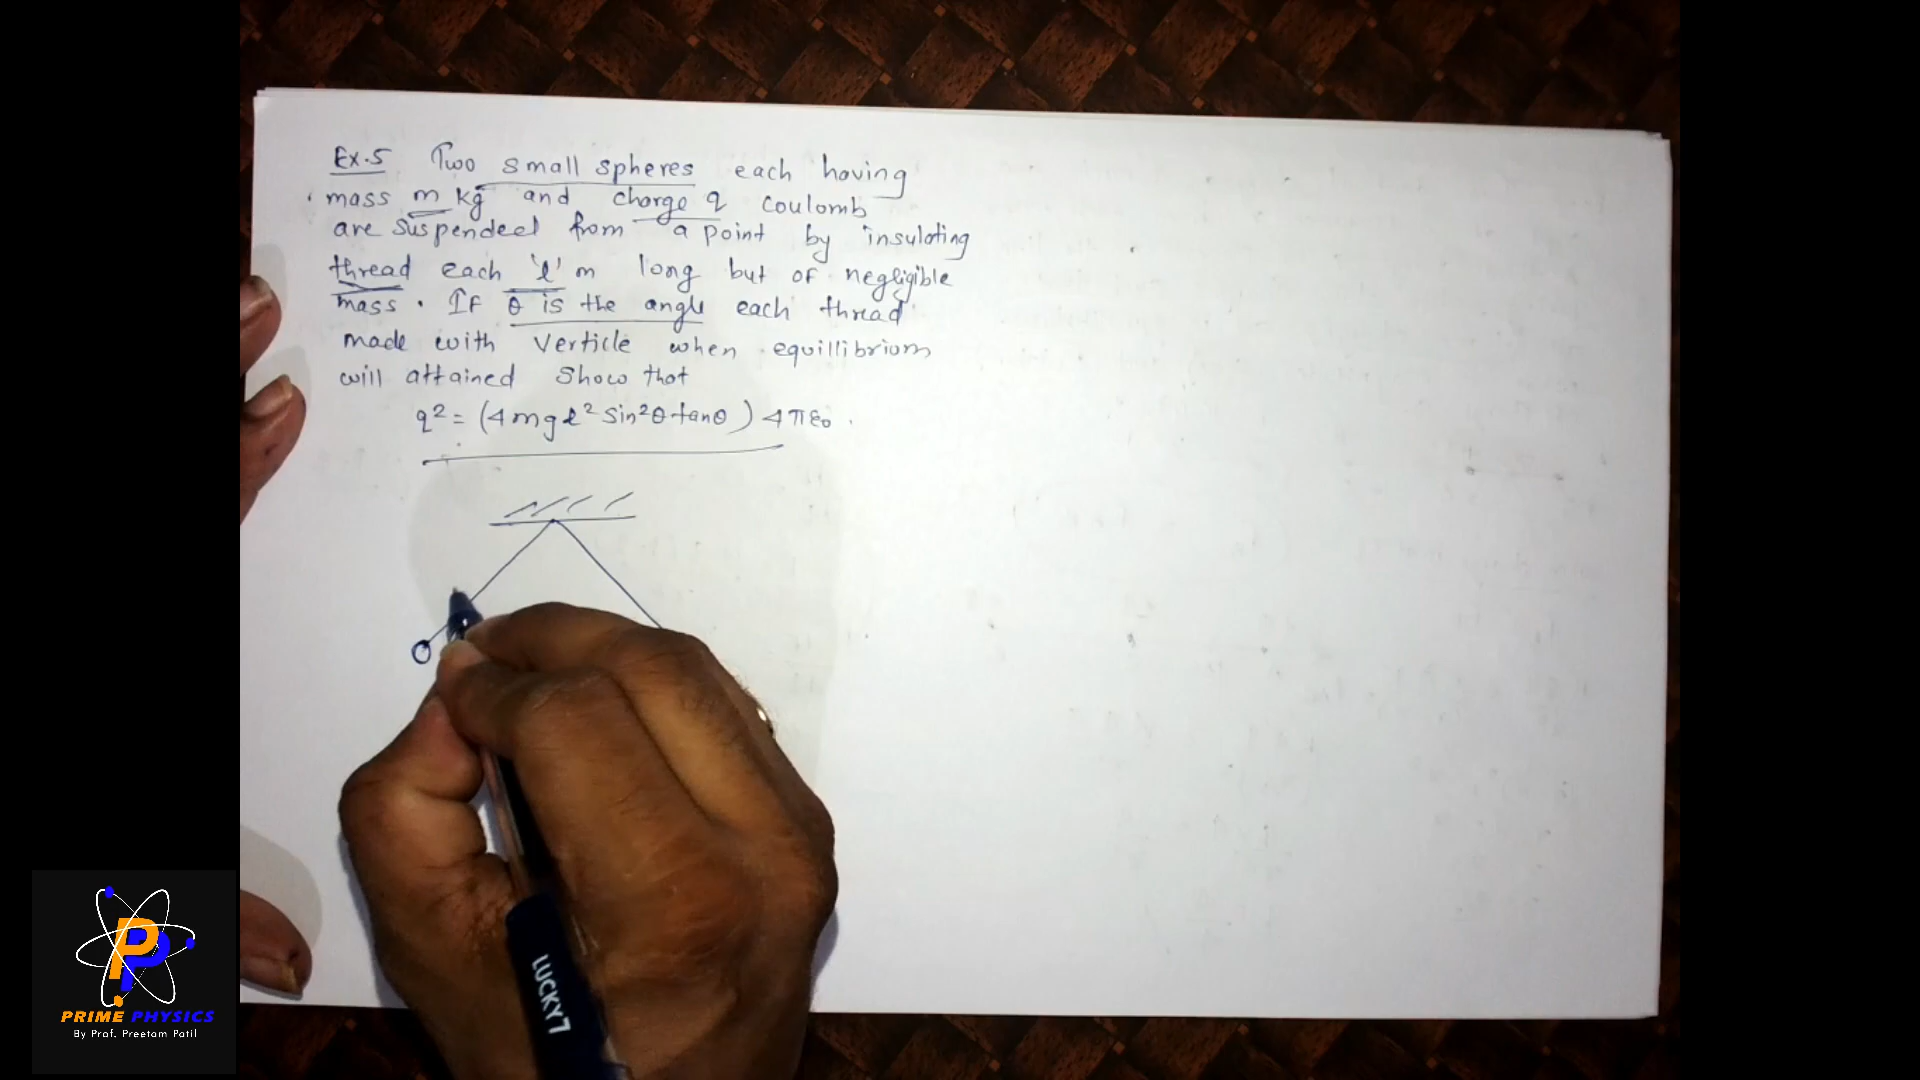 Ex.5 Two small spheres each having
mass m kg and charge q coulomb
are suspended from a point by insulating
thread each 'l' m long but of negligible
mass. If θ is the angle each thread
made with verticle when equillibrium
will attained show that
q² = (4mgl² sin²θ tanθ) 4πε₀.
LUCKY7
PRIME PHYSICS
By Prof. Preetam Patil